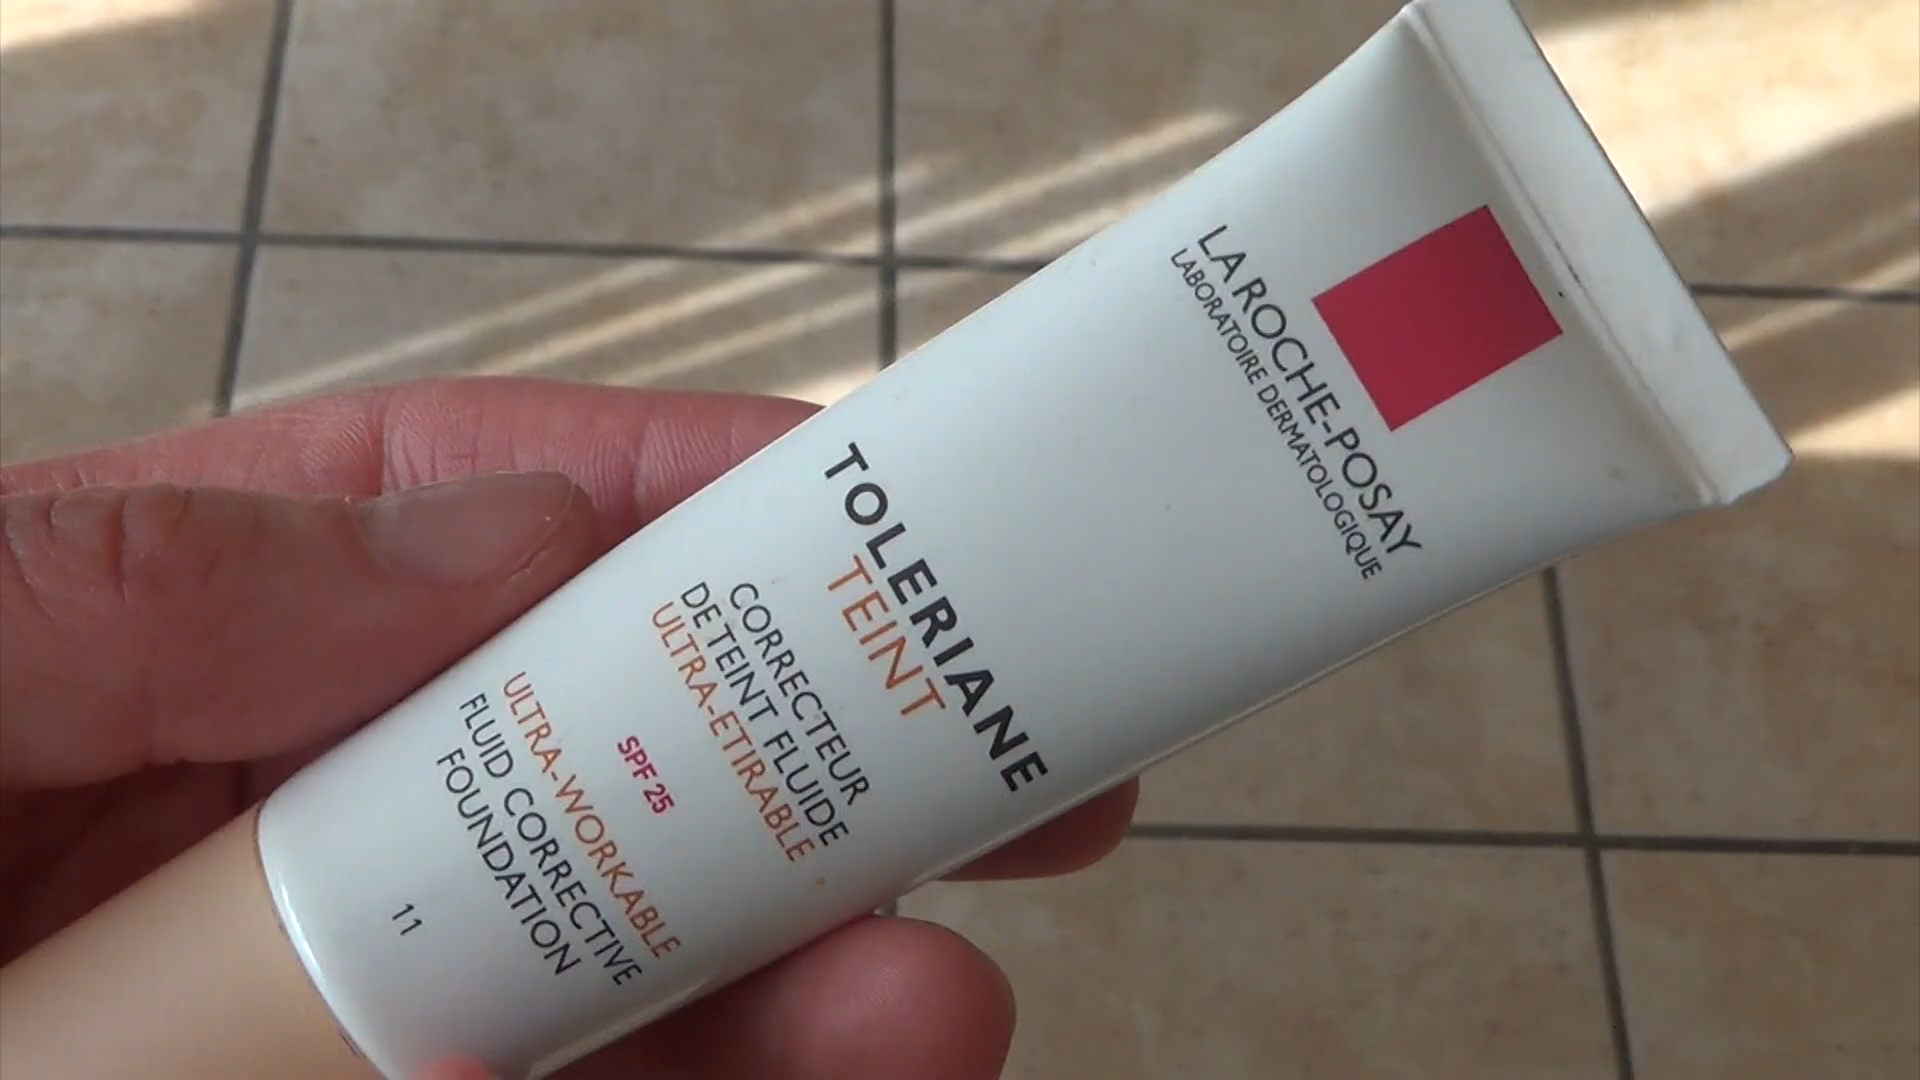 LA ROCHE-POSAY
LABORATOIRE DERMATOLOGIQUE
TOLERIANE
TEINT
CORRECTEUR
DE TEINT FLUIDE
ULTRA-ETIRABLE
SPF 25
ULTRA-WORKABLE
FLUID CORRECTIVE
FOUNDATION
11